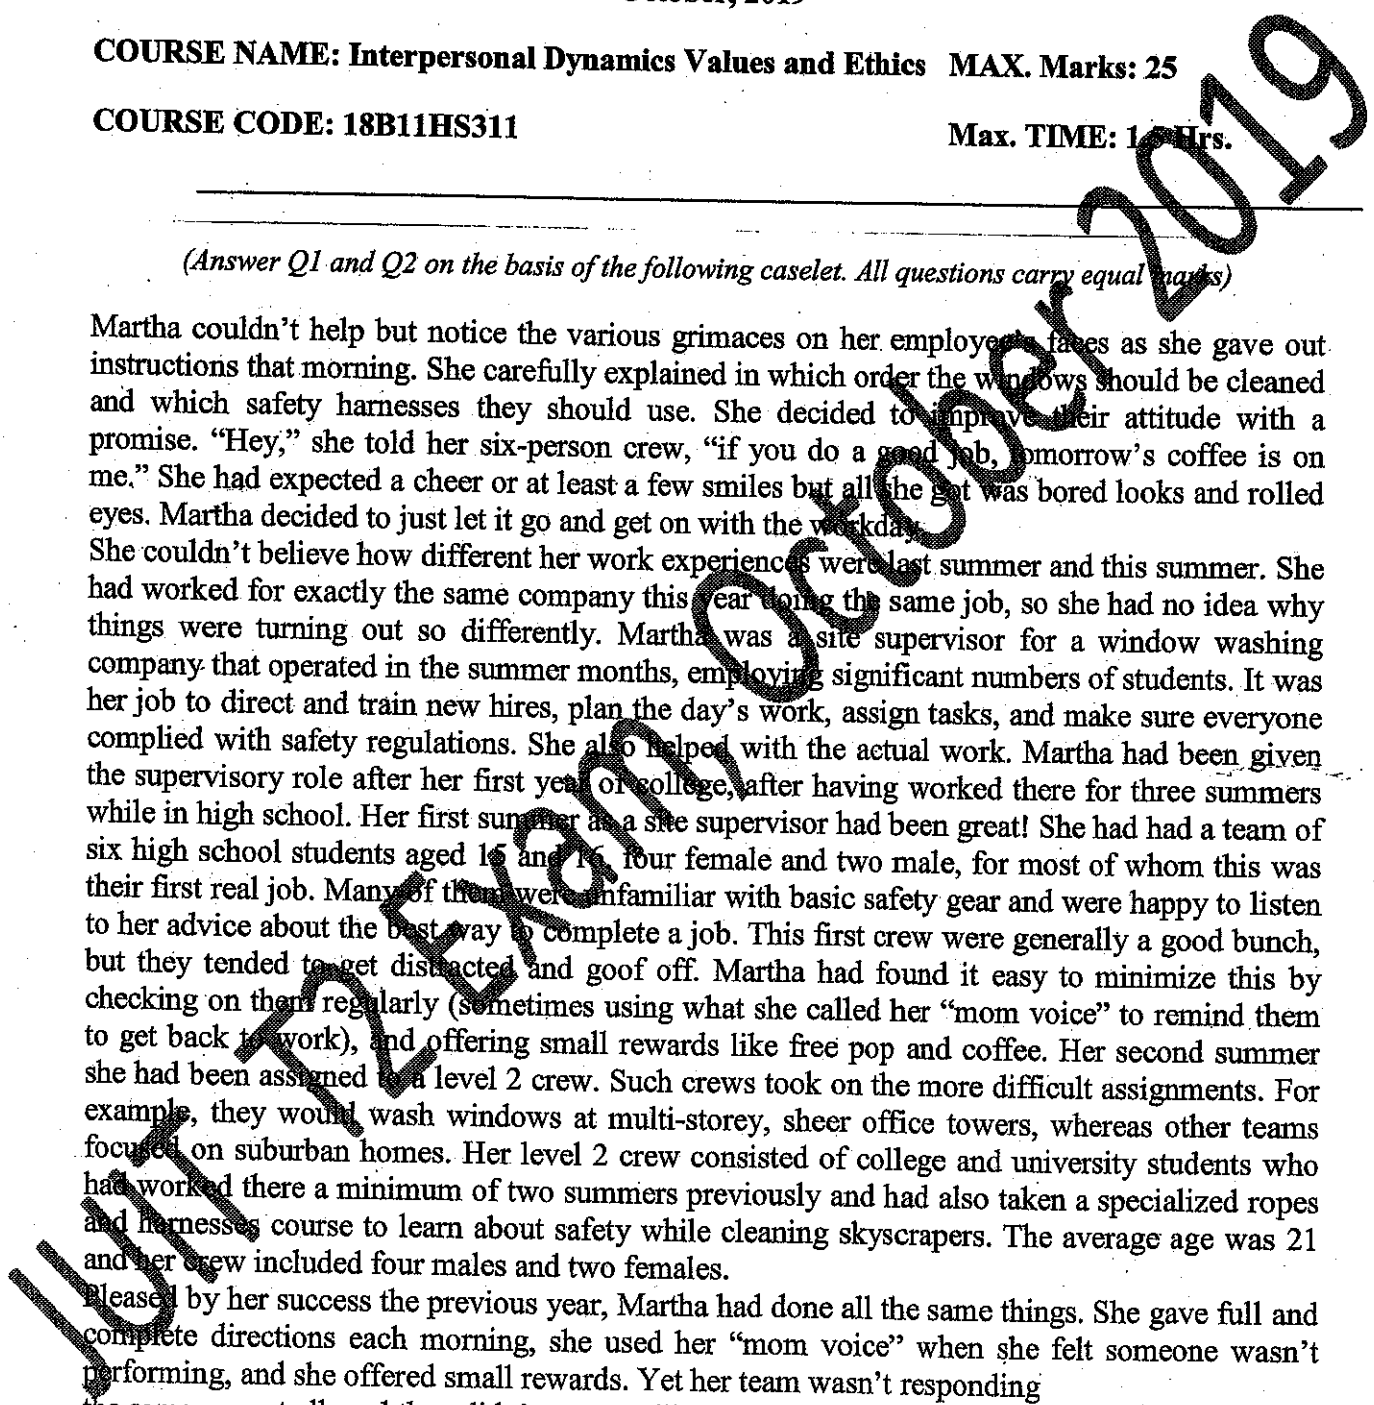 October, 2019
COURSE NAME: Interpersonal Dynamics Values and Ethics MAX. Marks: 25
COURSE CODE: 18B11HS311 Max. TIME: 1.5 Hrs.
(Answer Q1 and Q2 on the basis of the following caselet. All questions carry equal marks)
Martha couldn't help but notice the various grimaces on her employee's faces as she gave out
instructions that morning. She carefully explained in which order the windows should be cleaned
and which safety harnesses they should use. She decided to improve their attitude with a
promise. "Hey," she told her six-person crew, "if you do a good job, tomorrow's coffee is on
me." She had expected a cheer or at least a few smiles but all she got was bored looks and rolled
eyes. Martha decided to just let it go and get on with the workday.
She couldn't believe how different her work experiences were last summer and this summer. She
had worked for exactly the same company this year doing the same job, so she had no idea why
things were turning out so differently. Martha was a site supervisor for a window washing
company that operated in the summer months, employing significant numbers of students. It was
her job to direct and train new hires, plan the day's work, assign tasks, and make sure everyone
complied with safety regulations. She also helped with the actual work. Martha had been given
the supervisory role after her first year of college, after having worked there for three summers
while in high school. Her first summer as a site supervisor had been great! She had had a team of
six high school students aged 15 and 16, four female and two male, for most of whom this was
their first real job. Many of them were unfamiliar with basic safety gear and were happy to listen
to her advice about the best way to complete a job. This first crew were generally a good bunch,
but they tended to get distracted and goof off. Martha had found it easy to minimize this by
checking on them regularly (sometimes using what she called her "mom voice" to remind them
to get back to work), and offering small rewards like free pop and coffee. Her second summer
she had been assigned to a level 2 crew. Such crews took on the more difficult assignments. For
example, they would wash windows at multi-storey, sheer office towers, whereas other teams
focused on suburban homes. Her level 2 crew consisted of college and university students who
had worked there a minimum of two summers previously and had also taken a specialized ropes
and harnesses course to learn about safety while cleaning skyscrapers. The average age was 21
and her crew included four males and two females.
Pleased by her success the previous year, Martha had done all the same things. She gave full and
complete directions each morning, she used her "mom voice" when she felt someone wasn't
performing, and she offered small rewards. Yet her team wasn't responding
JUIT T2 Exam, October 2019